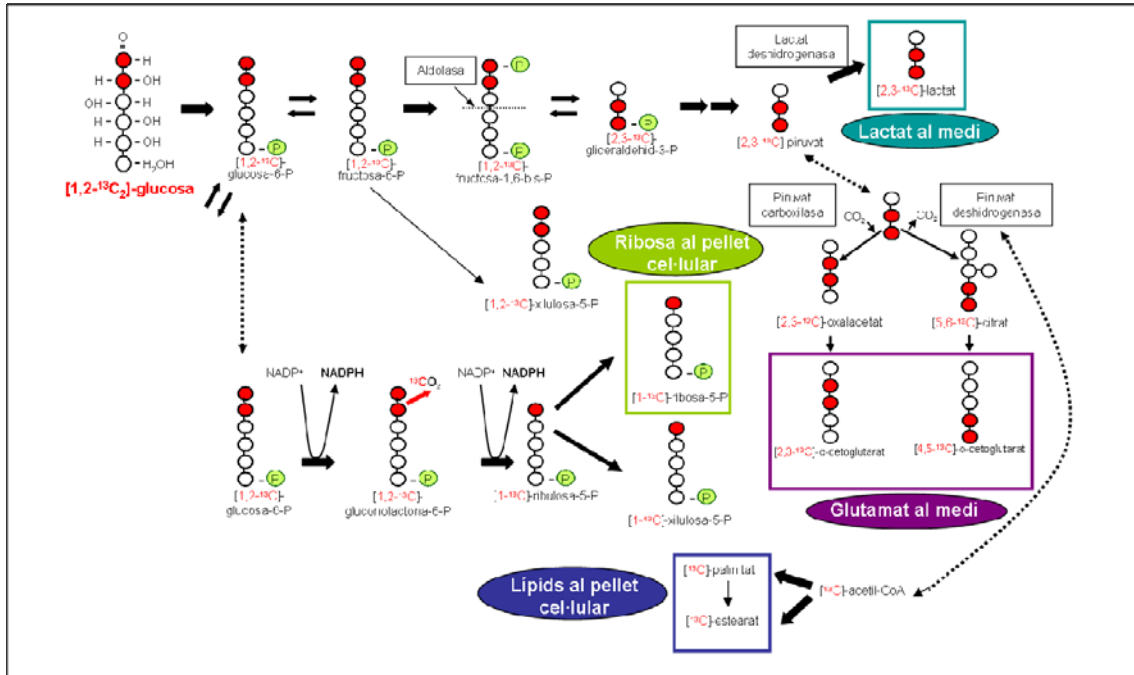 O
H
H
OH
OH
H
H
OH
H
OH
H₂OH
[1,2-¹³C₂]-glucosa
P
[1,2-¹³C]-
glucosa-6-P
P
[1,2-¹³C]-
fructosa-6-P
Aldolasa
P
P
[1,2-¹³C]-
fructosa-1,6-bis-P
P
[2,3-¹³C]-
gliceraldehid-3-P
Lactat
deshidrogenasa
[2,3-¹³C] piruvat
[2,3-¹³C]-lactat
Lactat al medi
Piruvat
carboxilasa
CO₂
CO₂
Piruvat
deshidrogenasa
P
[1,2-¹³C]-xilulosa-5-P
Ribosa al pellet
cel·lular
P
[1-¹³C]-ribosa-5-P
[2,3-¹³C]-oxalacetat
[5,6-¹³C]-citrat
NADP⁺
NADPH
¹³CO₂
NADP⁺
NADPH
P
[1,2-¹³C]-
glucosa-6-P
P
[1,2-¹³C]-
gluconolactona-6-P
P
[1-¹³C]-ribulosa-5-P
P
[1-¹³C]-xilulosa-5-P
[2,3-¹³C]-α-cetoglutarat
[4,5-¹³C]-α-cetoglutarat
Glutamat al medi
Lípids al pellet
cel·lular
[¹³C]-palmitat
[¹³C]-estearat
[¹³C]-acetil-CoA